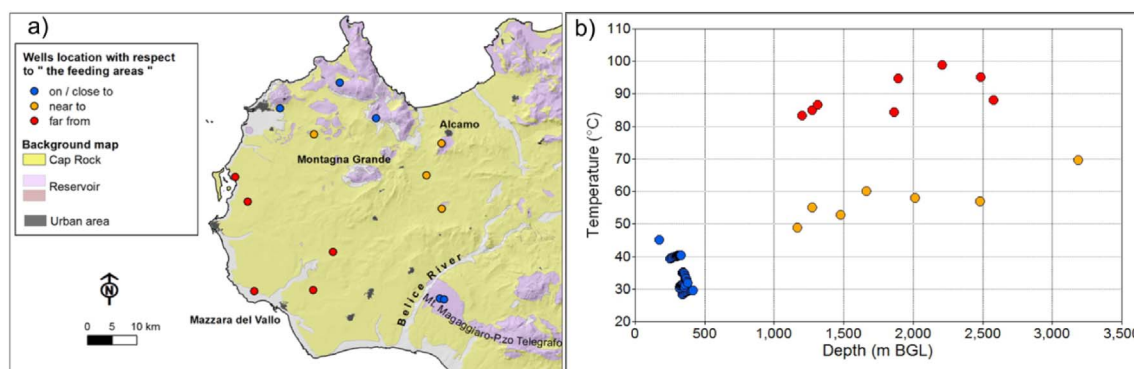 a)
Wells location with respect
to " the feeding areas "
on / close to
near to
far from
Background map
Cap Rock
Reservoir
Urban area
N
0 5 10 km
Alcamo
Montagna Grande
Belice River
Mt. Magaggiaro-P.zo Telegrafo
Mazzara del Vallo
b)
110
100
90
80
70
60
50
40
30
20
Temperature (°C)
0 500 1,000 1,500 2,000 2,500 3,000 3,500
Depth (m BGL)